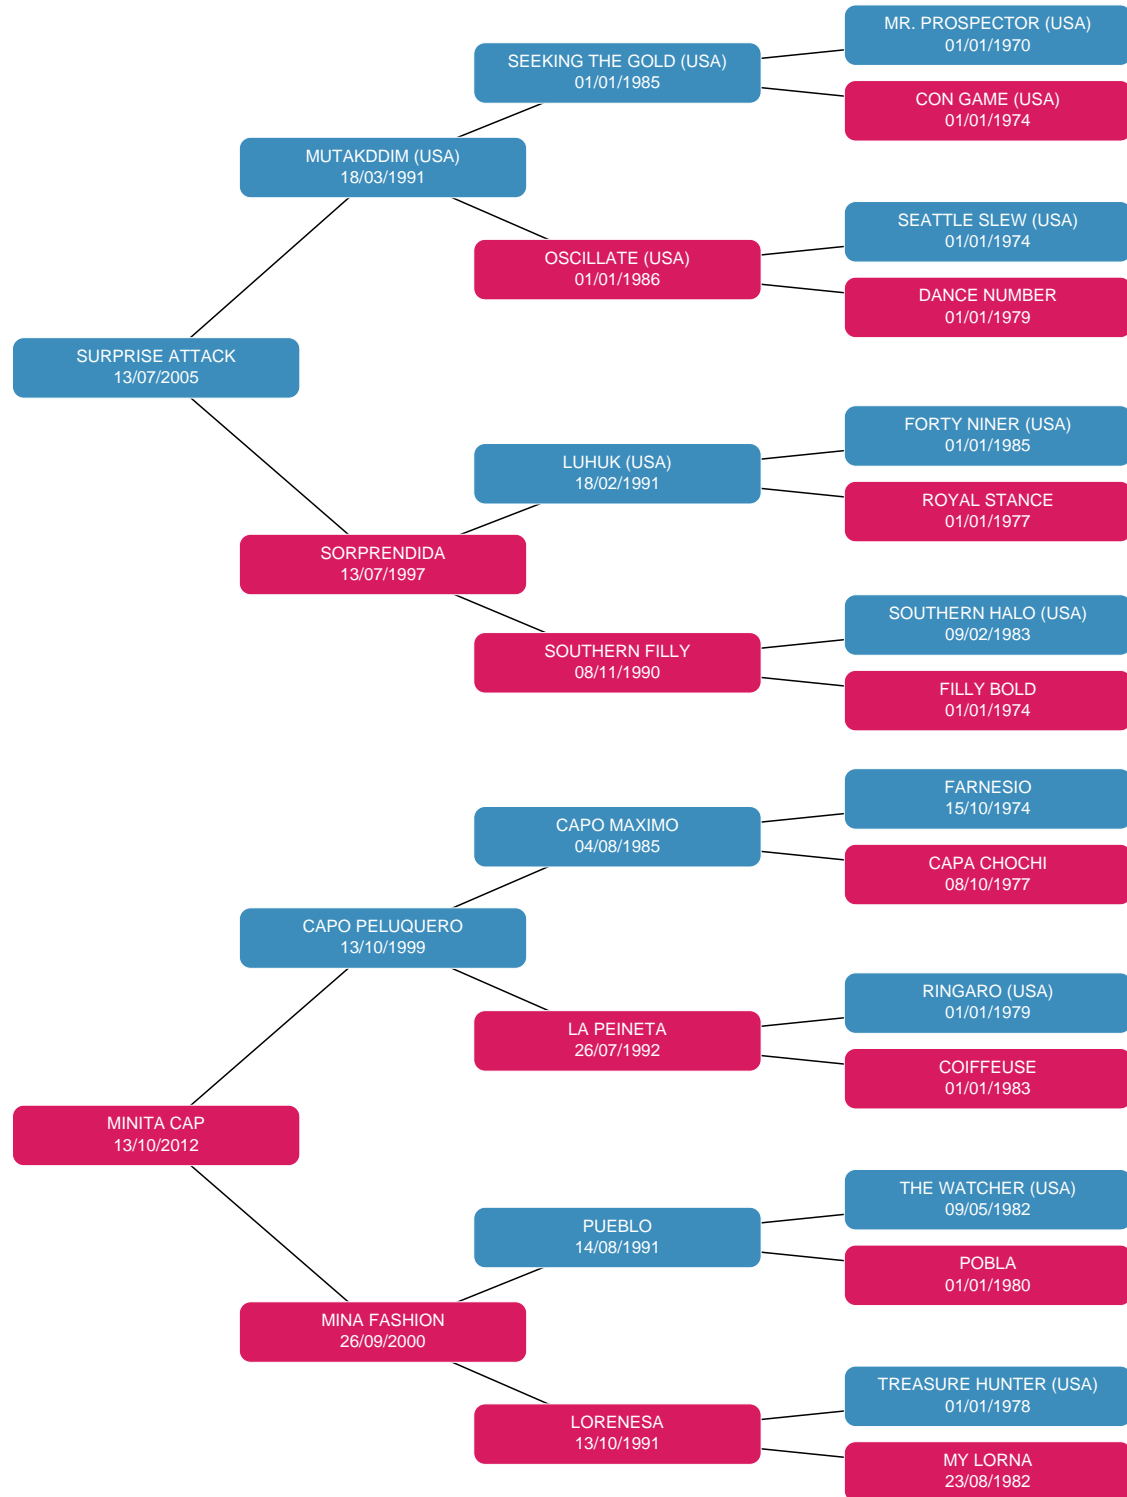 MR. PROSPECTOR (USA)
01/01/1970
SEEKING THE GOLD (USA)
01/01/1985
CON GAME (USA)
01/01/1974
MUTAKDDIM (USA)
18/03/1991
SEATTLE SLEW (USA)
01/01/1974
OSCILLATE (USA)
01/01/1986
DANCE NUMBER
01/01/1979
SURPRISE ATTACK
13/07/2005
FORTY NINER (USA)
01/01/1985
LUHUK (USA)
18/02/1991
ROYAL STANCE
01/01/1977
SORPRENDIDA
13/07/1997
SOUTHERN HALO (USA)
09/02/1983
SOUTHERN FILLY
08/11/1990
FILLY BOLD
01/01/1974
FARNESIO
15/10/1974
CAPO MAXIMO
04/08/1985
CAPA CHOCHI
08/10/1977
CAPO PELUQUERO
13/10/1999
RINGARO (USA)
01/01/1979
LA PEINETA
26/07/1992
COIFFEUSE
01/01/1983
MINITA CAP
13/10/2012
THE WATCHER (USA)
09/05/1982
PUEBLO
14/08/1991
POBLA
01/01/1980
MINA FASHION
26/09/2000
TREASURE HUNTER (USA)
01/01/1978
LORENESA
13/10/1991
MY LORNA
23/08/1982